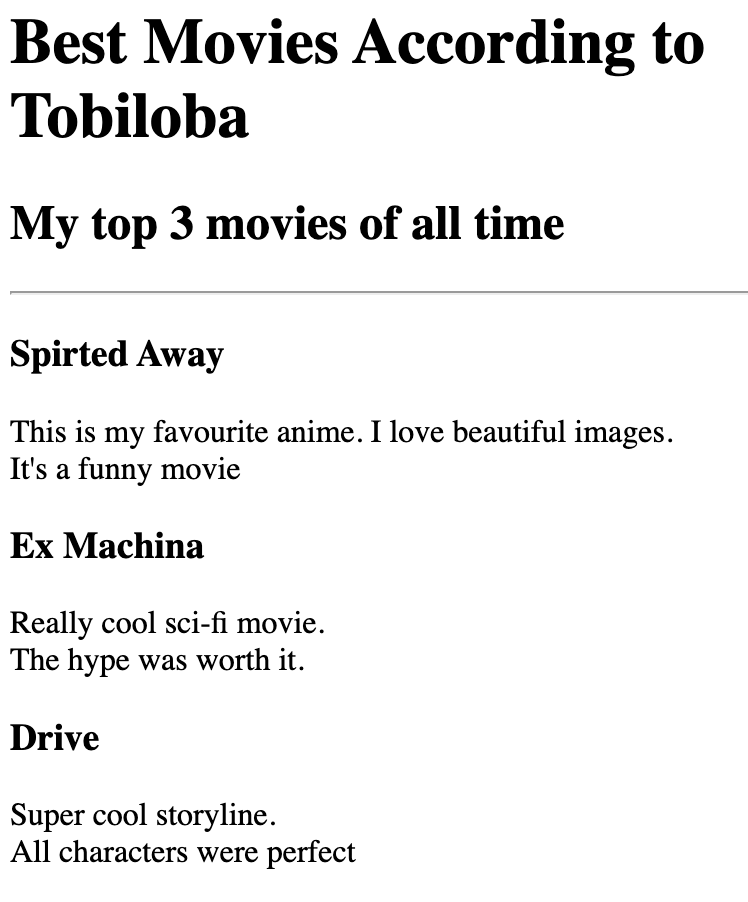 Best Movies According to
Tobiloba
My top 3 movies of all time
Spirted Away
This is my favourite anime. I love beautiful images.
It's a funny movie
Ex Machina
Really cool sci-fi movie.
The hype was worth it.
Drive
Super cool storyline.
All characters were perfect